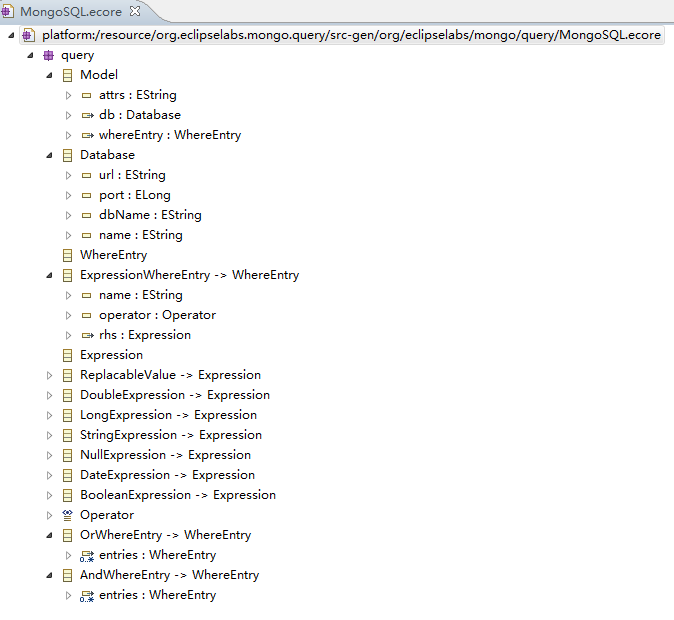 MongoSQL.ecore
platform:/resource/org.eclipselabs.mongo.query/src-gen/org/eclipselabs/mongo/query/MongoSQL.ecore
query
Model
attrs : EString
db : Database
whereEntry : WhereEntry
Database
url : EString
port : ELong
dbName : EString
name : EString
WhereEntry
ExpressionWhereEntry -> WhereEntry
name : EString
operator : Operator
rhs : Expression
Expression
ReplacableValue -> Expression
DoubleExpression -> Expression
LongExpression -> Expression
StringExpression -> Expression
NullExpression -> Expression
DateExpression -> Expression
BooleanExpression -> Expression
Operator
OrWhereEntry -> WhereEntry
0..* entries : WhereEntry
AndWhereEntry -> WhereEntry
0..* entries : WhereEntry